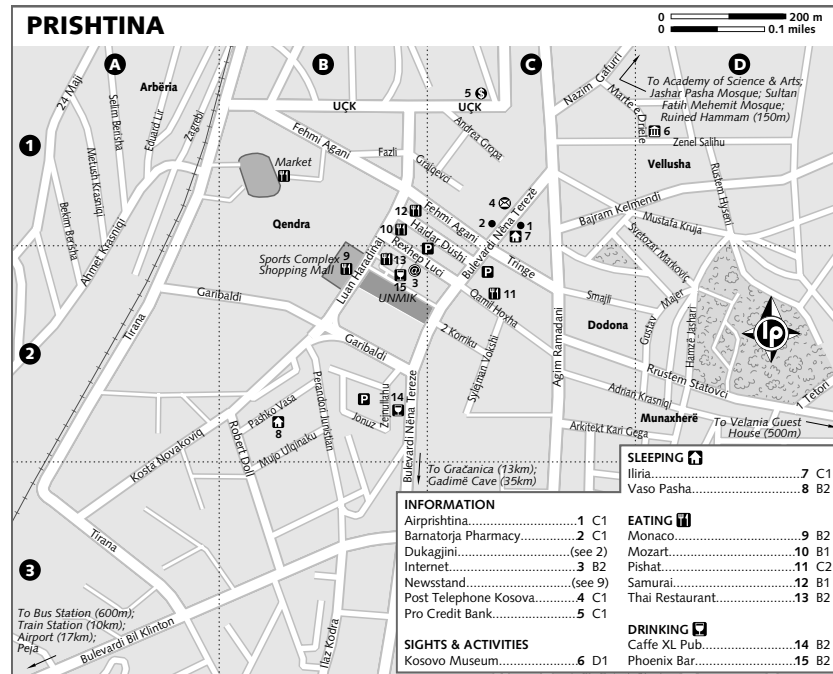 PRISHTINA
0 200 m
0 0.1 miles
A
B
C
D
1
2
3
24 Maji
Selim Berisha
Arbëria
Eduard Lir
Zagrebi
Metush Krasniqi
Bekim Berisha
Ahmet Krasniqi
Tirana
UÇK
5
UÇK
Fehmi Agani
Fazli
Graiqevci
Andrea Gropa
Market
Qendra
Nazim Gafurri
Marte e Driele
To Academy of Science & Arts;
Jashar Pasha Mosque; Sultan
Fatih Mehemit Mosque;
Ruined Hammam (150m)
6
Zenel Salihu
Vellusha
Rustem Hyseni
Bajram Kelmendi
Mustafa Kruja
Svetozar Markoviç
4
2
1
7
12
10
Fehmi Agani
Haidar Dushi
Rexhep Luci
P
Bulevardi Nëna Terezë
Tringe
Sports Complex
Shopping Mall
9
13
15
3
UNMIK
Luan Haradinaj
P
11
Qamil Hoxha
2 Korriku
Sylejman Vokshi
Agim Ramadani
Smajli
Dodona
Gustav
Majer
Hamzë Jashari
lp
Garibaldi
Tirana
Garibaldi
Rrustem Statovci
Adrian Krasniqi
1 Tetori
Munaxherë
Arkitekt Kari Gega
To Velania Guest
House (500m)
Perandori Junistian
P
14
Zejnullahu
Jonuz
Pashko Vasa
8
Mujo Ulqinaku
Robert Doll
Kosta Novakoviq
Bulevardi Nëna Tereze
To Gračanica (13km);
Gadimë Cave (35km)
Tirana
To Bus Station (600m);
Train Station (10km);
Airport (17km);
Peja
Bulevardi Bil Klinton
Ilaz Kodra
INFORMATION
Airprishtina 1 C1
Barnatorja Pharmacy 2 C1
Dukagjini (see 2)
Internet 3 B2
Newsstand (see 9)
Post Telephone Kosova 4 C1
Pro Credit Bank 5 C1
SIGHTS & ACTIVITIES
Kosovo Museum 6 D1
SLEEPING
Iliria 7 C1
Vaso Pasha 8 B2
EATING
Monaco 9 B2
Mozart 10 B1
Pishat 11 C2
Samurai 12 B1
Thai Restaurant 13 B2
DRINKING
Caffe XL Pub 14 B2
Phoenix Bar 15 B2